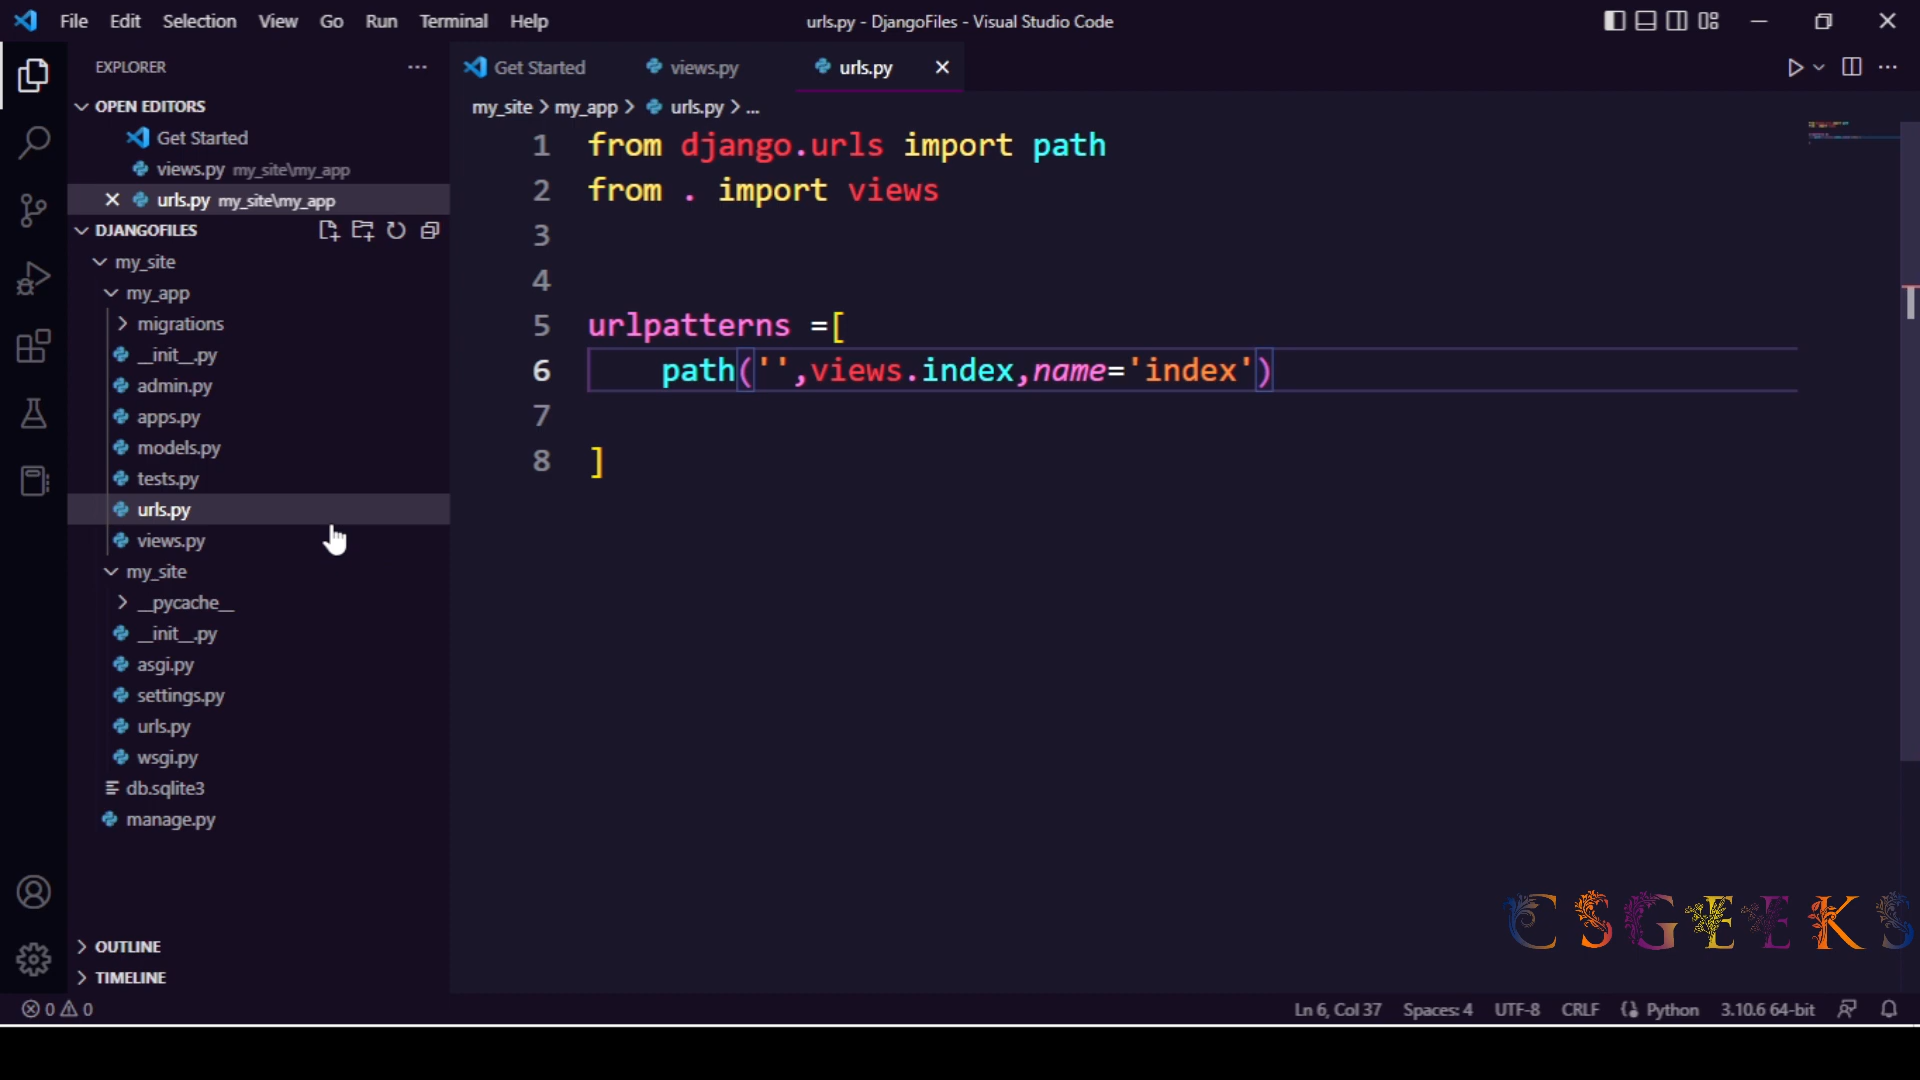 File Edit Selection View Go Run Terminal Help
urls.py - DjangoFiles - Visual Studio Code
EXPLORER
OPEN EDITORS
Get Started
views.py my_site\my_app
urls.py my_site\my_app
DJANGOFILES
my_site
my_app
migrations
__init__.py
admin.py
apps.py
models.py
tests.py
urls.py
views.py
my_site
__pycache__
__init__.py
asgi.py
settings.py
urls.py
wsgi.py
db.sqlite3
manage.py
OUTLINE
TIMELINE
Get Started views.py urls.py
my_site > my_app > urls.py > ...
1 from django.urls import path
2 from . import views
3
4
5 urlpatterns =[
6 path('',views.index,name='index')
7
8 ]
CSGEEKS
0 0
Ln 6, Col 37 Spaces: 4 UTF-8 CRLF Python 3.10.6 64-bit